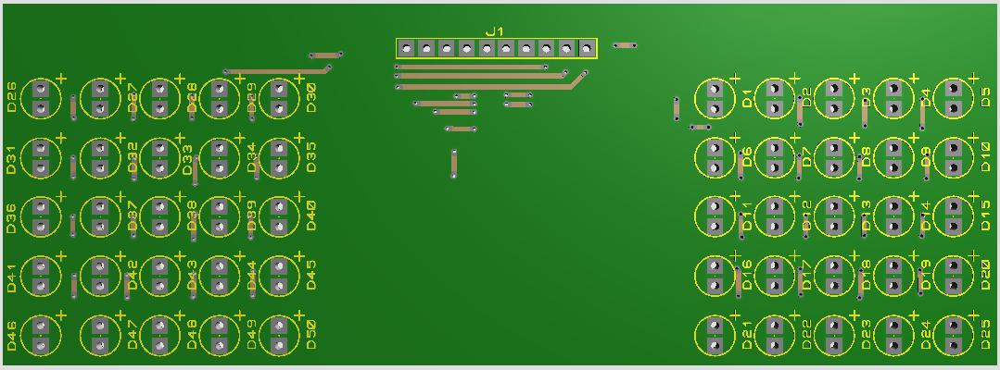 J1
D26 D27 D28 D29 D30 D1 D2 D3 D4 D5
D31 D32 D33 D34 D35 D6 D7 D8 D9 D10
D36 D37 D38 D39 D40 D11 D12 D13 D14 D15
D41 D42 D43 D44 D45 D16 D17 D18 D19 D20
D46 D47 D48 D49 D50 D21 D22 D23 D24 D25